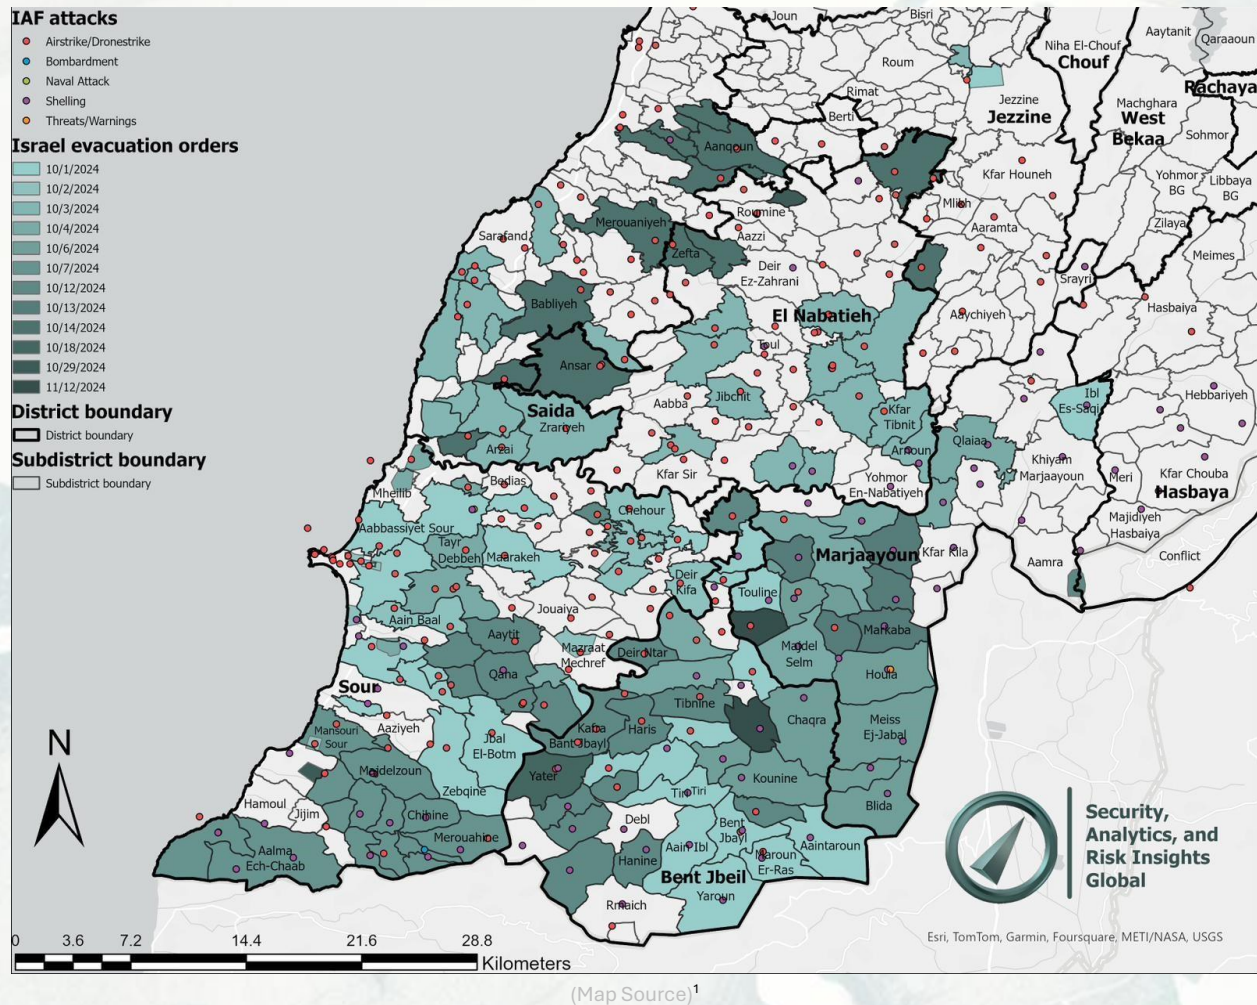 IAF attacks
Airstrike/Dronestrike
Bombardment
Naval Attack
Shelling
Threats/Warnings
Israel evacuation orders
10/1/2024
10/2/2024
10/3/2024
10/4/2024
10/6/2024
10/7/2024
10/12/2024
10/13/2024
10/14/2024
10/18/2024
10/29/2024
11/12/2024
District boundary
District boundary
Subdistrict boundary
Subdistrict boundary
Joun
Bisri
Roum
Rimat
Berti
Niha El-Chouf
Chouf
Aaytanit
Qaraaoun
Rachaya
Jezzine
Jezzine
Machghara
West
Bekaa
Sohmor
Aanqoun
Kfar Houneh
Yohmor
BG
Libbaya
BG
Mlikh
Roumine
Zilaya
Sarafand
Merouaniyeh
Aazzi
Aaramta
Zefta
Meimes
Deir
Ez-Zahrani
Srayri
Babliyeh
El Nabatieh
Aaychiyeh
Hasbaiya
Toul
Ansar
Jibchit
Aabba
Ibl
Es-Saqi
Hebbariyeh
Saida
Zrariyeh
Kfar
Tibnit
Qlaiaa
Arzai
Arnoun
Khiyam
Marjaayoun
Meri
Kfar Chouba
Kfar Sir
Yohmor
En-Nabatiyeh
Hasbaya
Bedias
Mheilib
Chehour
Majidiyeh
Hasbaiya
Aabbassiyet Sour
Tayr
Debbeh
Maarakeh
Marjaayoun
Kfar Kila
Conflict
Aamra
Deir
Kifa
Touline
Jouaiya
Aain Baal
Aaytit
Markaba
Mazraat
Mechref
Deir Ntar
Majdel
Selm
Qana
Houla
Sour
Tibnine
Chaqra
Meiss
Ej-Jabal
Mansouri
Sour
Aaziyeh
Jbal
El-Botm
Kafra
Bant Jbayl
Haris
Majdelzoun
Yater
Kounine
Zebqine
Tiri
Blida
Hamoul
Jijim
Chihine
Debl
Bent
Jbayl
Merouahine
Aain Ibl
Aaintaroun
Aalma
Ech-Chaab
Hanine
Maroun
Er-Ras
Bent Jbeil
Yaroun
Rmaich
N
Security,
Analytics, and
Risk Insights
Global
0 3.6 7.2 14.4 21.6 28.8
Kilometers
Esri, TomTom, Garmin, Foursquare, METI/NASA, USGS
(Map Source)¹